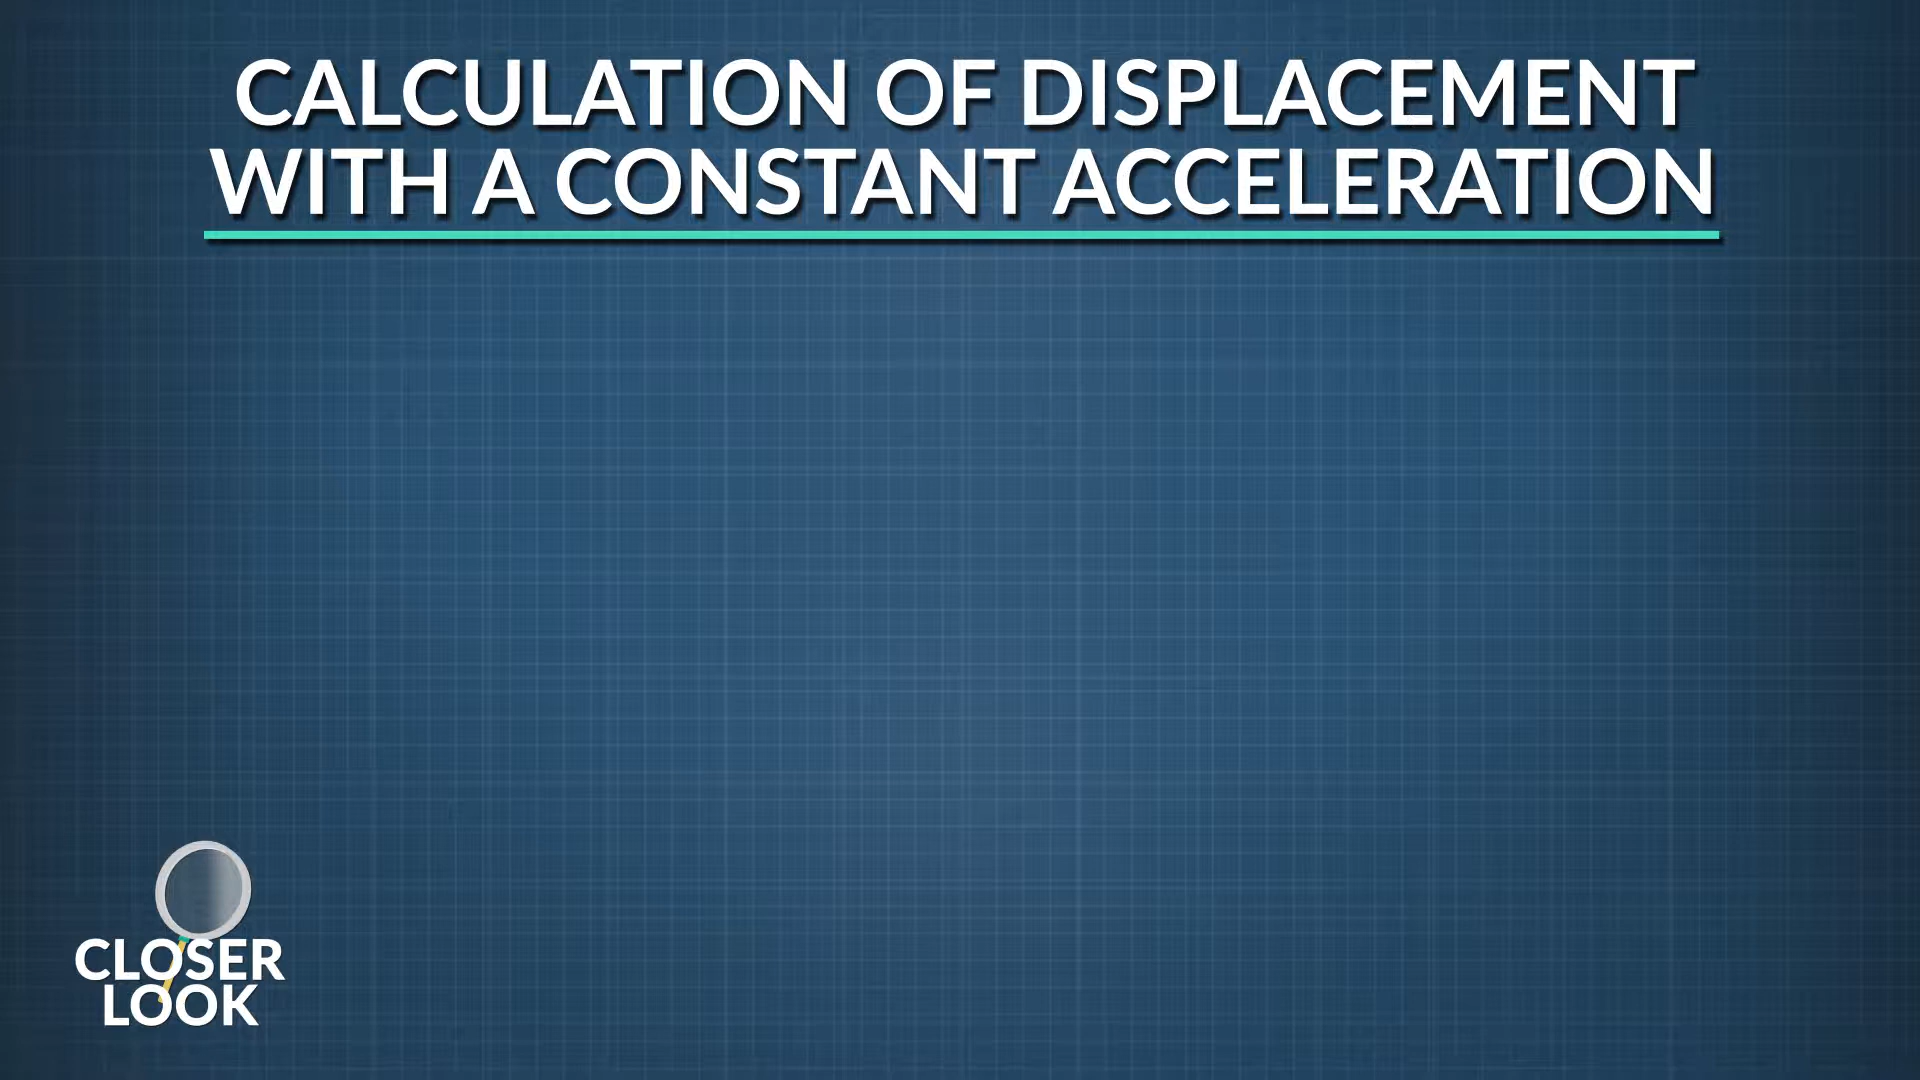 CALCULATION OF DISPLACEMENT
WITH A CONSTANT ACCELERATION
CLOSER
LOOK